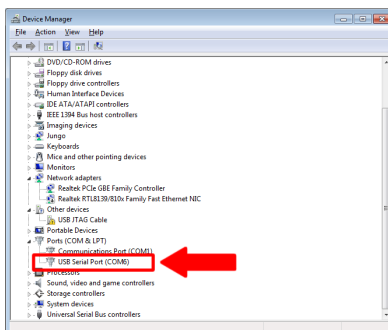 Device Manager
File Action View Help
DVD/CD-ROM drives
Floppy disk drives
Floppy drive controllers
Human Interface Devices
IDE ATA/ATAPI controllers
IEEE 1394 Bus host controllers
Imaging devices
Jungo
Keyboards
Mice and other pointing devices
Monitors
Network adapters
Realtek PCIe GBE Family Controller
Realtek RTL8139/810x Family Fast Ethernet NIC
Other devices
USB JTAG Cable
Portable Devices
Ports (COM & LPT)
Communications Port (COM1)
USB Serial Port (COM6)
Processors
Sound, video and game controllers
Storage controllers
System devices
Universal Serial Bus controllers